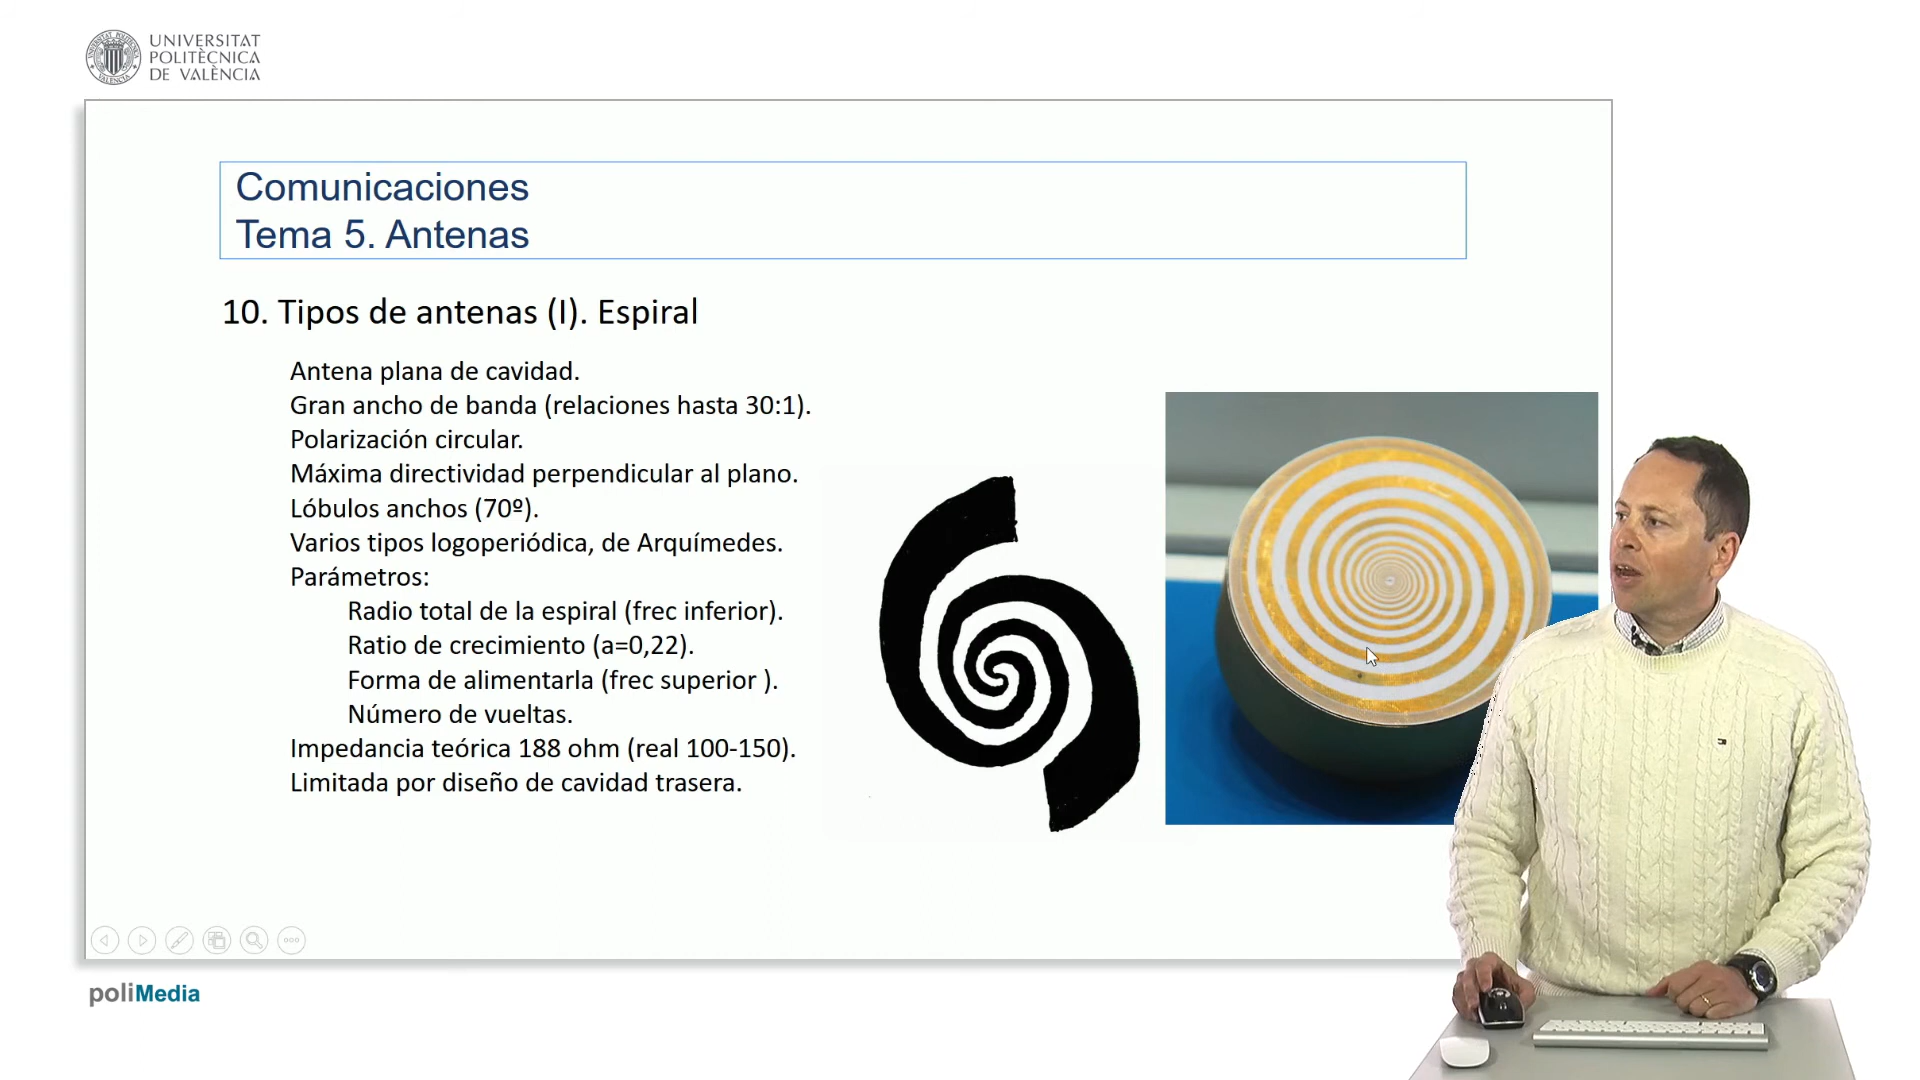 UNIVERSITAT
POLITÈCNICA
DE VALÈNCIA
Comunicaciones
Tema 5. Antenas
10. Tipos de antenas (I). Espiral
Antena plana de cavidad.
Gran ancho de banda (relaciones hasta 30:1).
Polarización circular.
Máxima directividad perpendicular al plano.
Lóbulos anchos (70º).
Varios tipos logoperiódica, de Arquímedes.
Parámetros:
Radio total de la espiral (frec inferior).
Ratio de crecimiento (a=0,22).
Forma de alimentarla (frec superior ).
Número de vueltas.
Impedancia teórica 188 ohm (real 100-150).
Limitada por diseño de cavidad trasera.
poliMedia